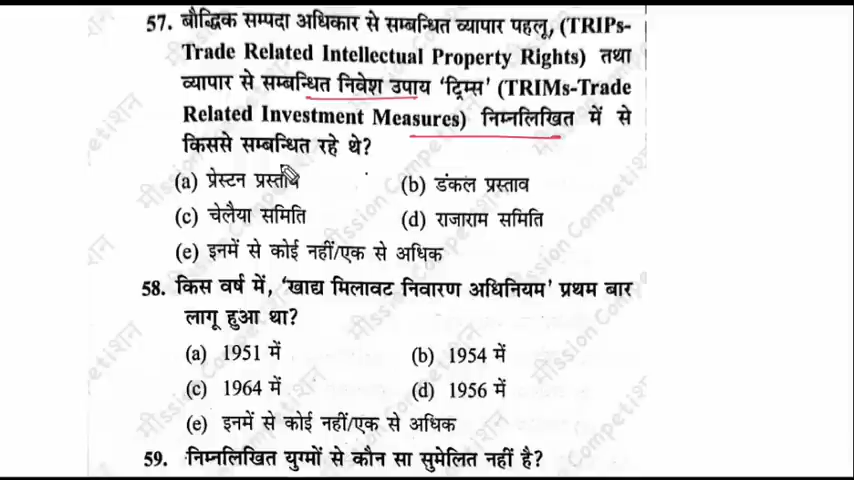 57. बौद्धिक सम्पदा अधिकार से सम्बन्धित व्यापार पहलू, (TRIPs-
Trade Related Intellectual Property Rights) तथा
व्यापार से सम्बन्धित निवेश उपाय 'ट्रिम्स' (TRIMs-Trade
Related Investment Measures) निम्नलिखित में से
किससे सम्बन्धित रहे थे?
(a) प्रेस्टन
(b) डंकल प्रस्ताव
(c) चेलैया समिति
(d) राजाराम समिति
(e) इनमें से कोई नहीं/एक से अधिक
58. किस वर्ष में, 'खाद्य मिलावट निवारण अधिनियम' प्रथम बार
लागू हुआ था?
(a) 1951 में
(b) 1954 में
(c) 1964 में
(d) 1956 में
(e) इनमें से कोई नहीं/एक से अधिक
59. निम्नलिखित युग्मों से कौन सा सुमेलित नहीं है?